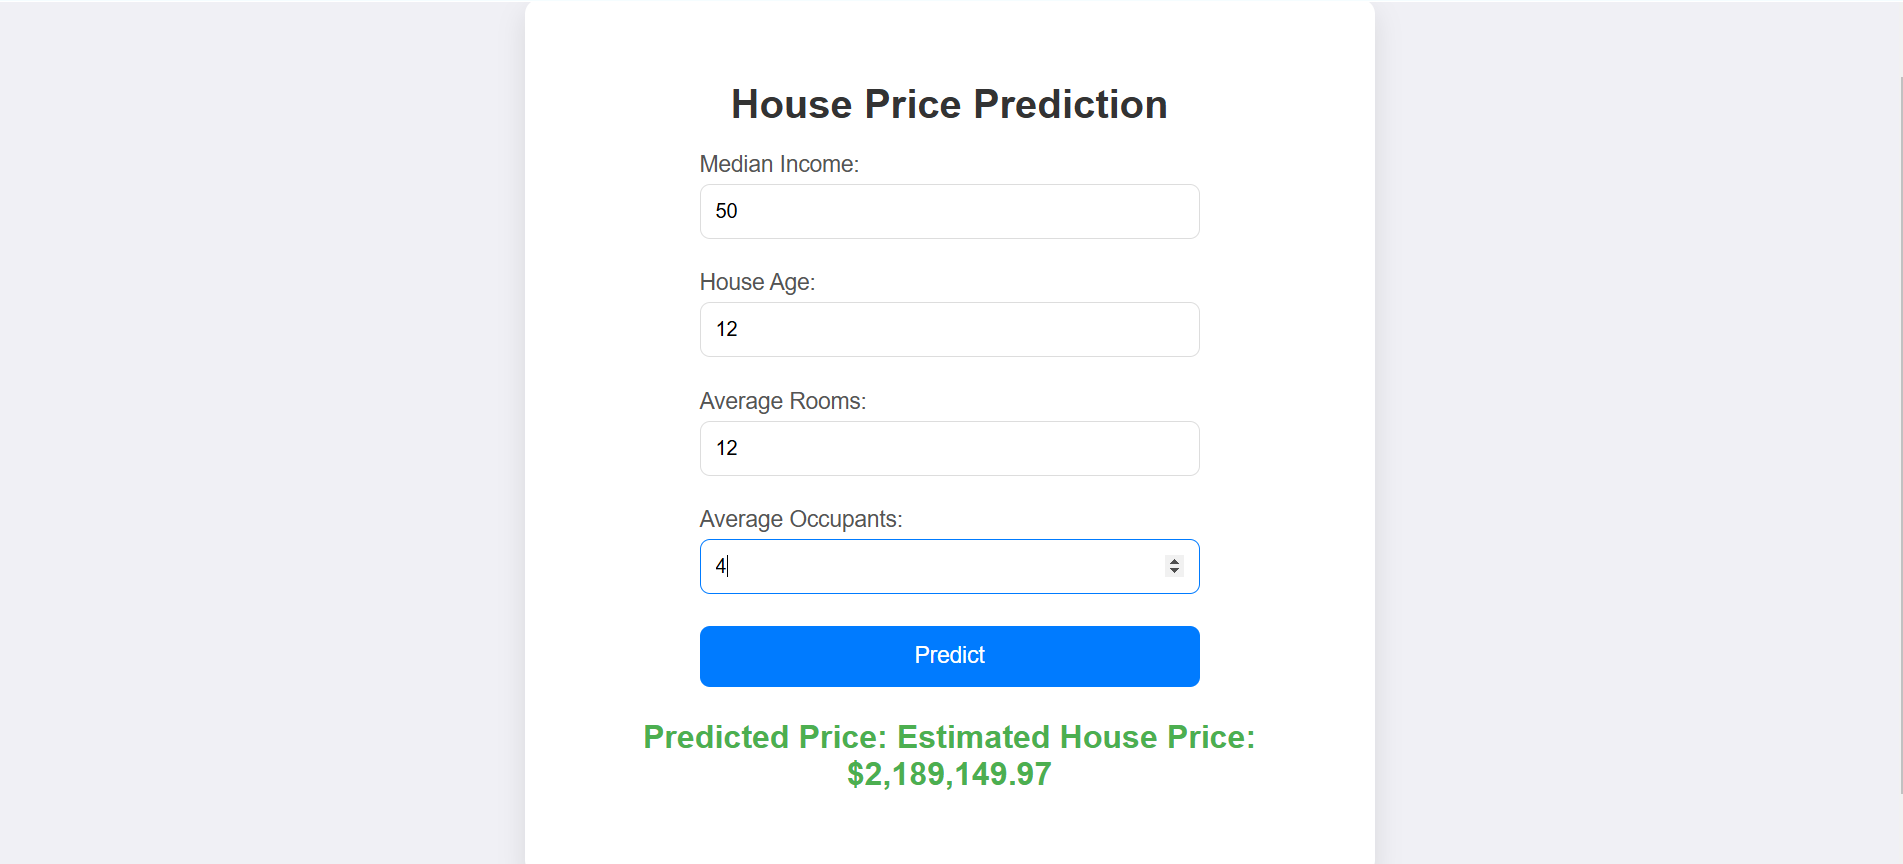 House Price Prediction
Median Income:
50
House Age:
12
Average Rooms:
12
Average Occupants:
4
Predict
Predicted Price: Estimated House Price:
$2,189,149.97